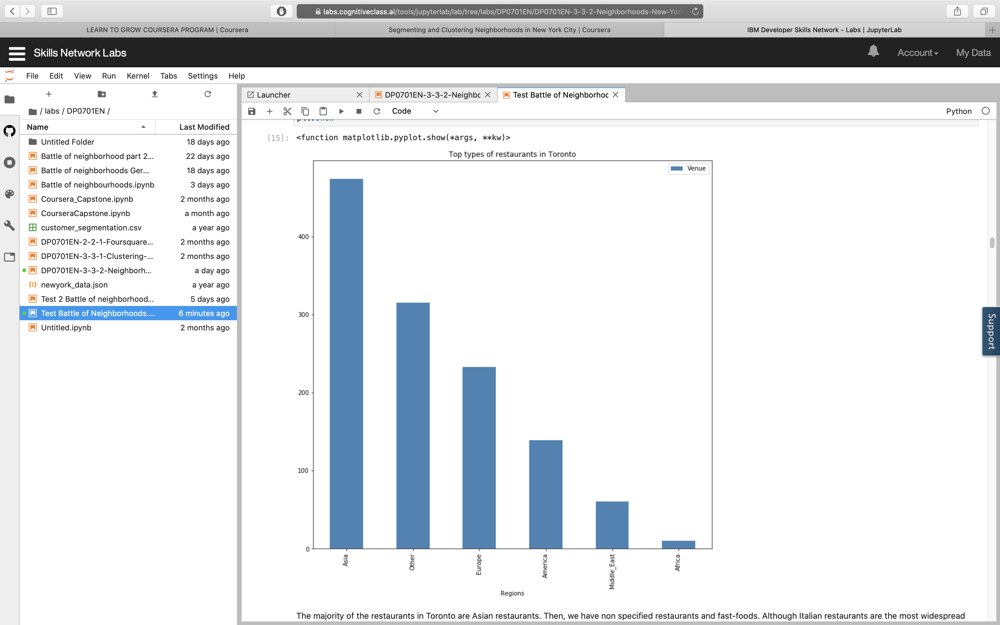 labs.cognitiveclass.ai/tools/jupyterlab/lab/tree/labs/DP0701EN/DP0701EN-3-3-2-Neighborhoods-New-Yor
LEARN TO GROW COURSERA PROGRAM | Coursera
Segmenting and Clustering Neighborhoods in New York City | Coursera
IBM Developer Skills Network - Labs | JupyterLab
Skills Network Labs
Account
My Data
File Edit View Run Kernel Tabs Settings Help
/ labs / DP0701EN /
Name Last Modified
Untitled Folder 18 days ago
Battle of neighborhood part 2... 22 days ago
Battle of neighborhoods Ger... 18 days ago
Battle of neighbourhoods.ipynb 3 days ago
Coursera_Capstone.ipynb 2 months ago
CourseraCapstone.ipynb a month ago
customer_segmentation.csv a year ago
DP0701EN-2-2-1-Foursquare... 2 months ago
DP0701EN-3-3-1-Clustering-... 2 months ago
DP0701EN-3-3-2-Neighborh... a day ago
newyork_data.json a year ago
Test 2 Battle of neighborhood... 5 days ago
Test Battle of Neighborhoods.... 6 minutes ago
Untitled.ipynb 2 months ago
Launcher
DP0701EN-3-3-2-Neighbc
Test Battle of Neighborhoc
Code
Python
[15]: <function matplotlib.pyplot.show(*args, **kw)>
Top types of restaurants in Toronto
Venue
400
300
200
100
0
Asia
Other
Europe
America
Middle_East
Africa
Regions
The majority of the restaurants in Toronto are Asian restaurants. Then, we have non specified restaurants and fast-foods. Although Italian restaurants are the most widespread
Support